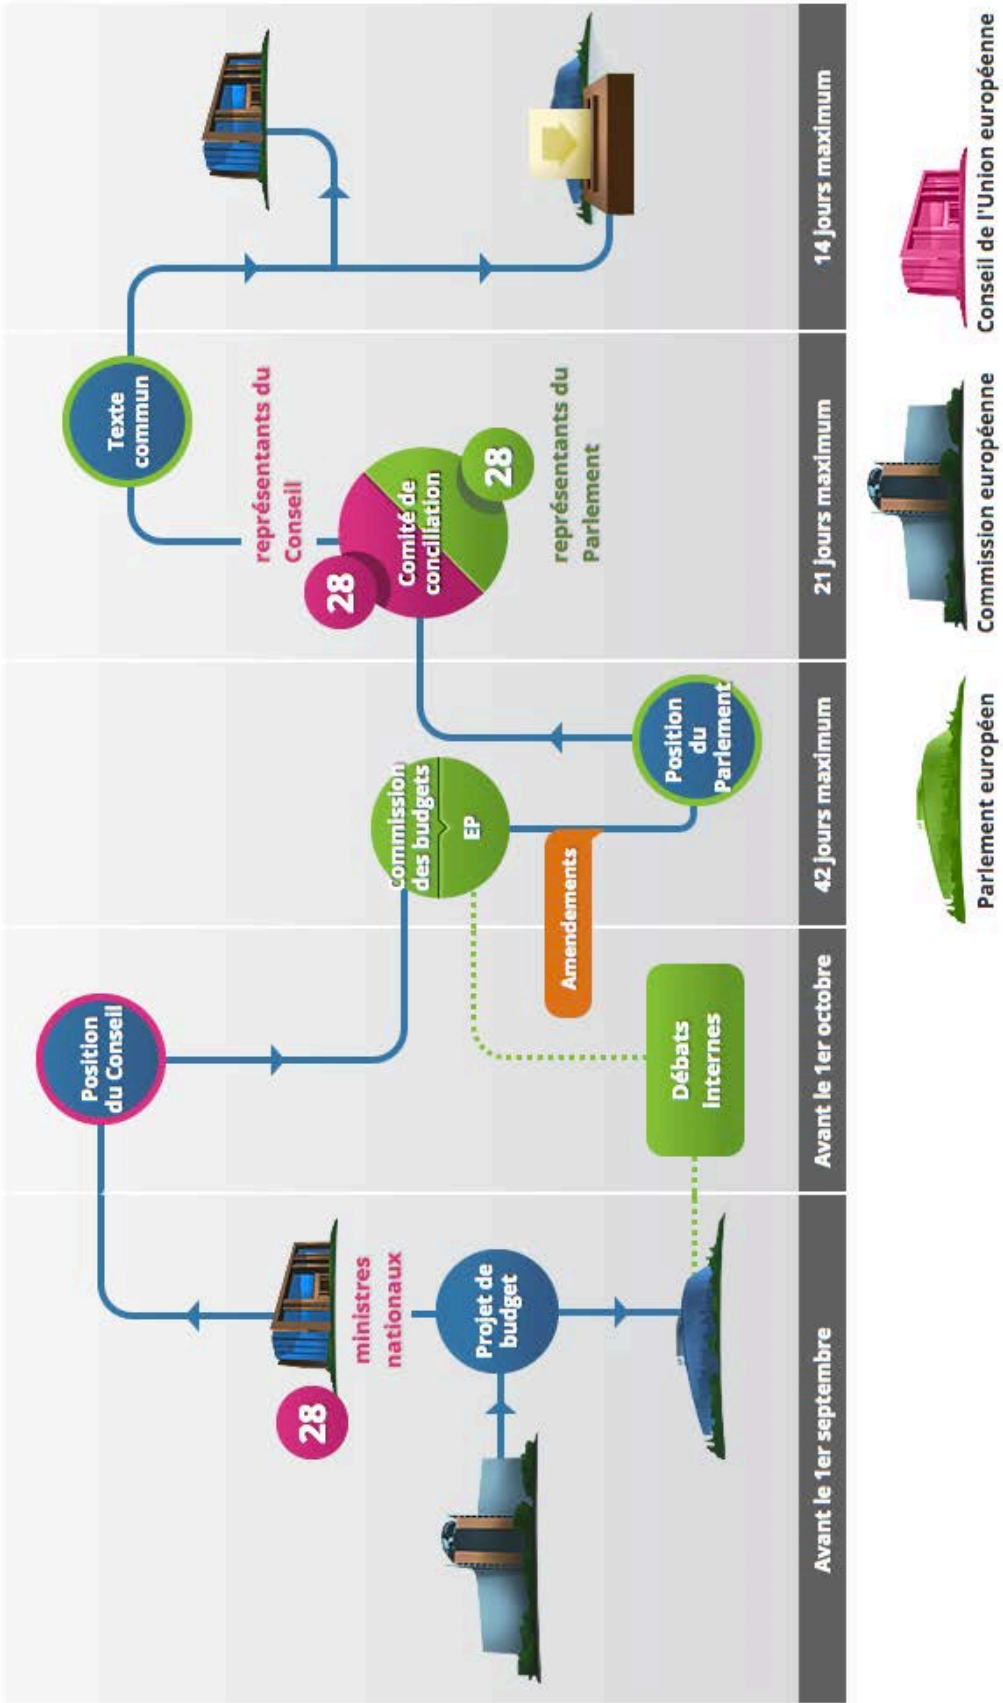 28
ministres
nationaux
Projet de
budget
Position
du Conseil
Débats
internes
Commission
des budgets
EP
Amendements
Position
du
Parlement
28
représentants du
Conseil
Comité de
conciliation
28
représentants du
Parlement
Texte
commun
Avant le 1er septembre
Avant le 1er octobre
42 jours maximum
21 jours maximum
14 jours maximum
Parlement européen
Commission européenne
Conseil de l'Union européenne